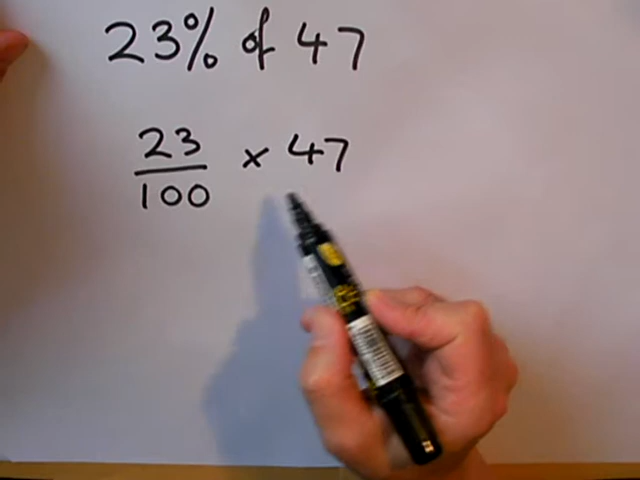 23% of 47
23/100 × 47